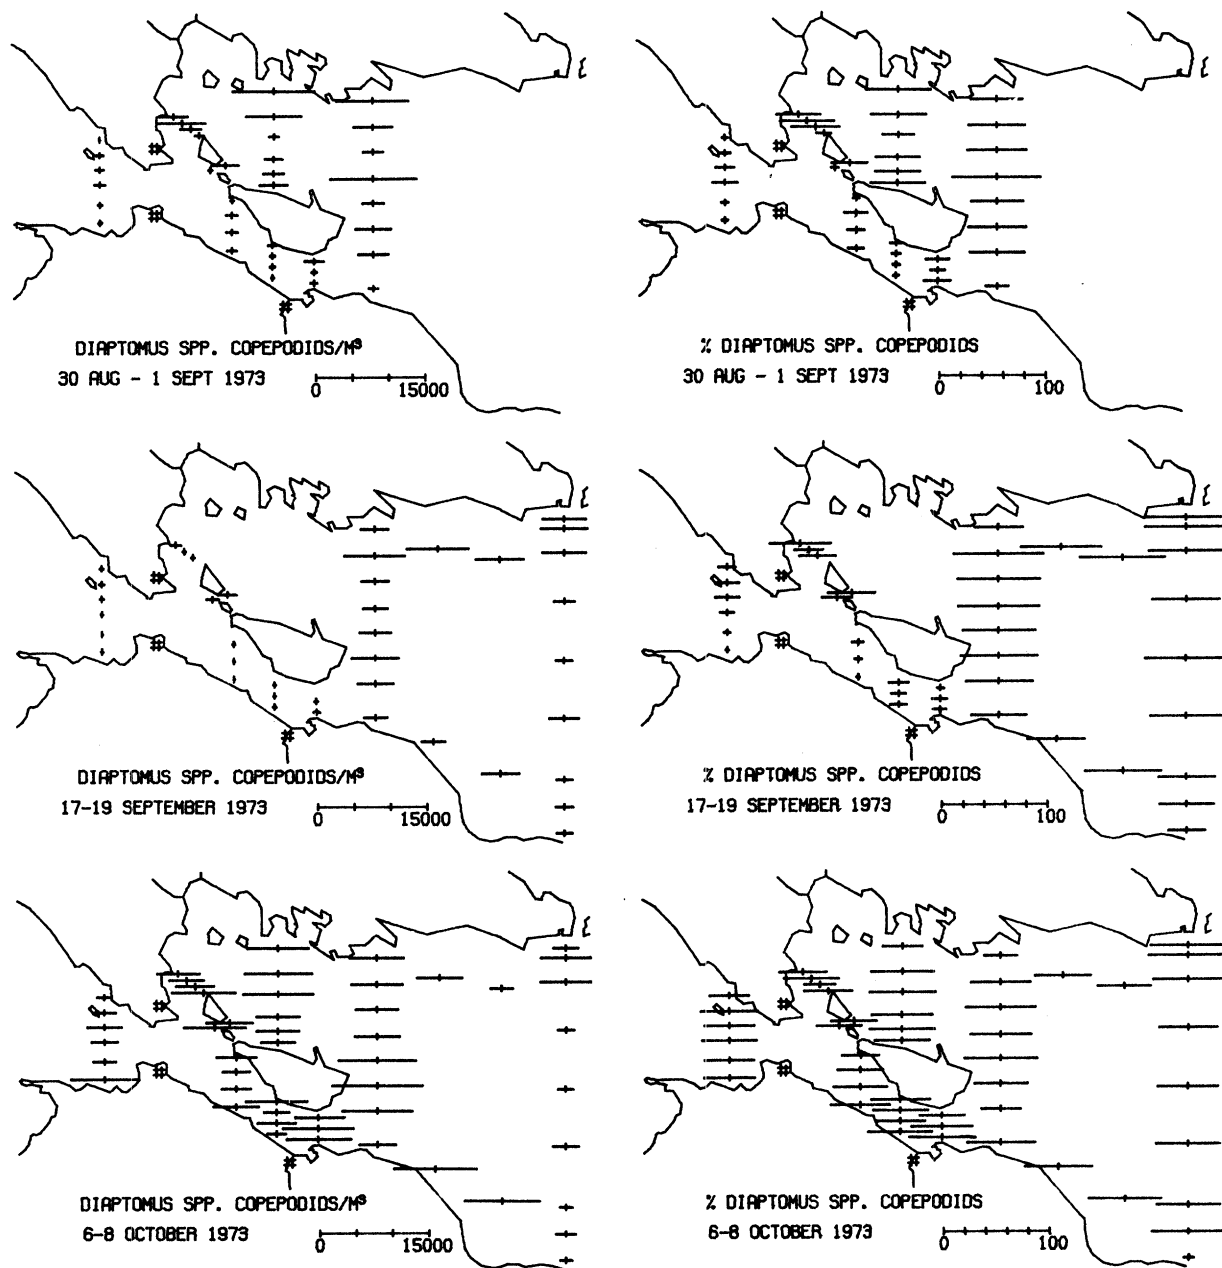 DIAPTOMUS SPP. COPEPODIDS/M³
30 AUG - 1 SEPT 1973
0 15000
% DIAPTOMUS SPP. COPEPODIDS
30 AUG - 1 SEPT 1973
0 100
DIAPTOMUS SPP. COPEPODIDS/M³
17-19 SEPTEMBER 1973
0 15000
% DIAPTOMUS SPP. COPEPODIDS
17-19 SEPTEMBER 1973
0 100
DIAPTOMUS SPP. COPEPODIDS/M³
6-8 OCTOBER 1973
0 15000
% DIAPTOMUS SPP. COPEPODIDS
6-8 OCTOBER 1973
0 100